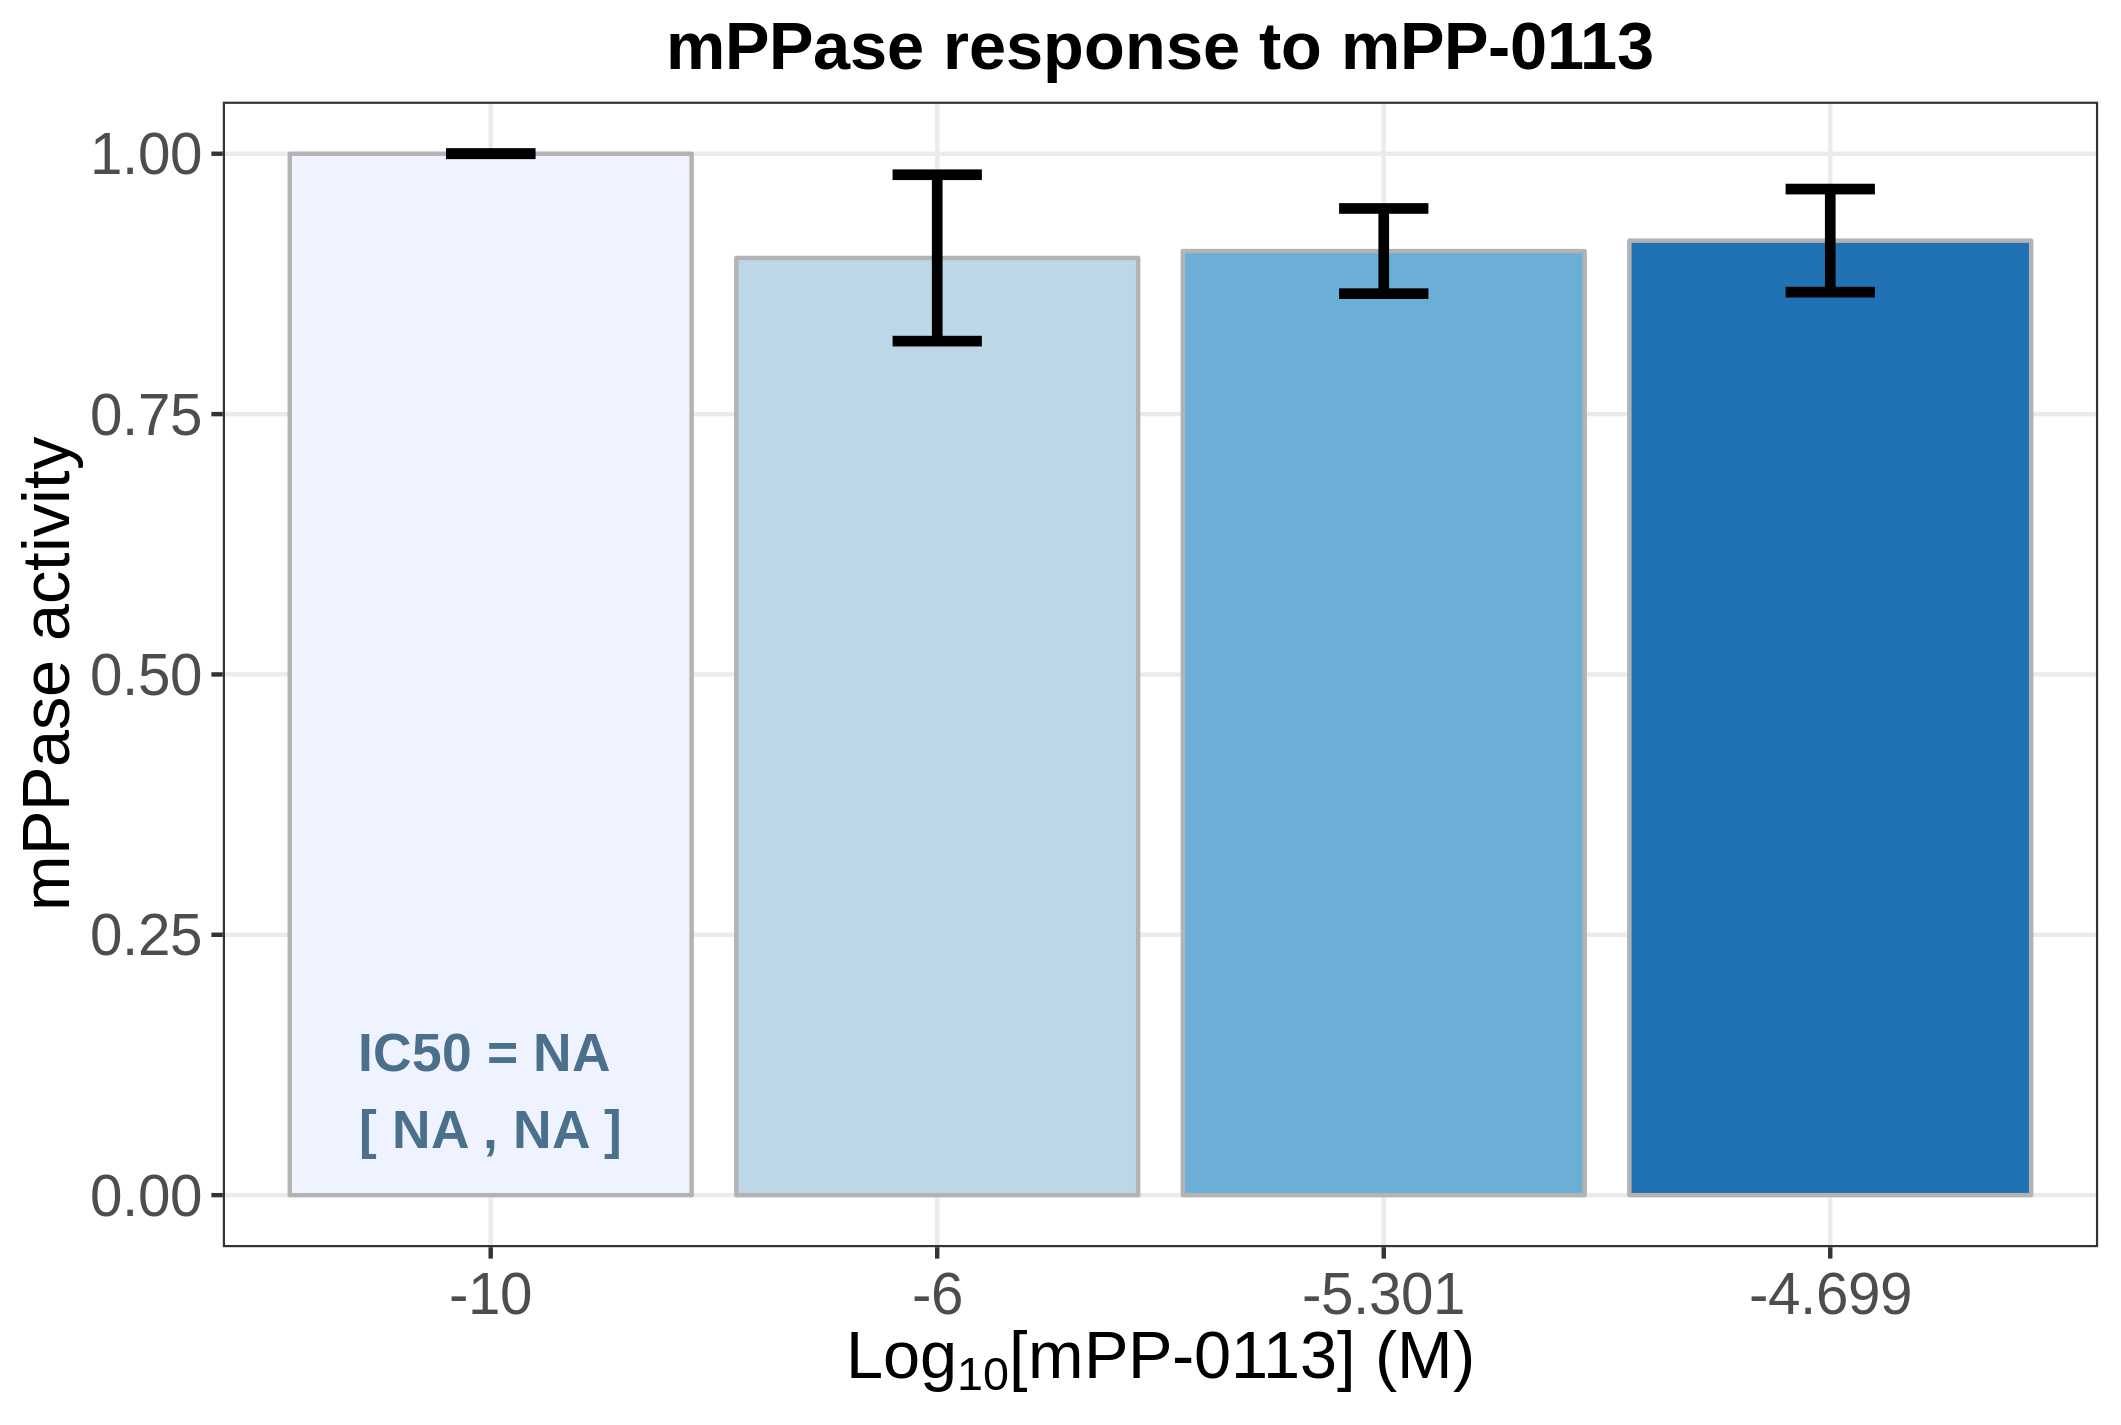 mPPase response to mPP-0113
mPPase activity
1.00
0.75
0.50
0.25
0.00
IC50 = NA
[ NA , NA ]
-10
-6
-5.301
-4.699
Log10[mPP-0113] (M)